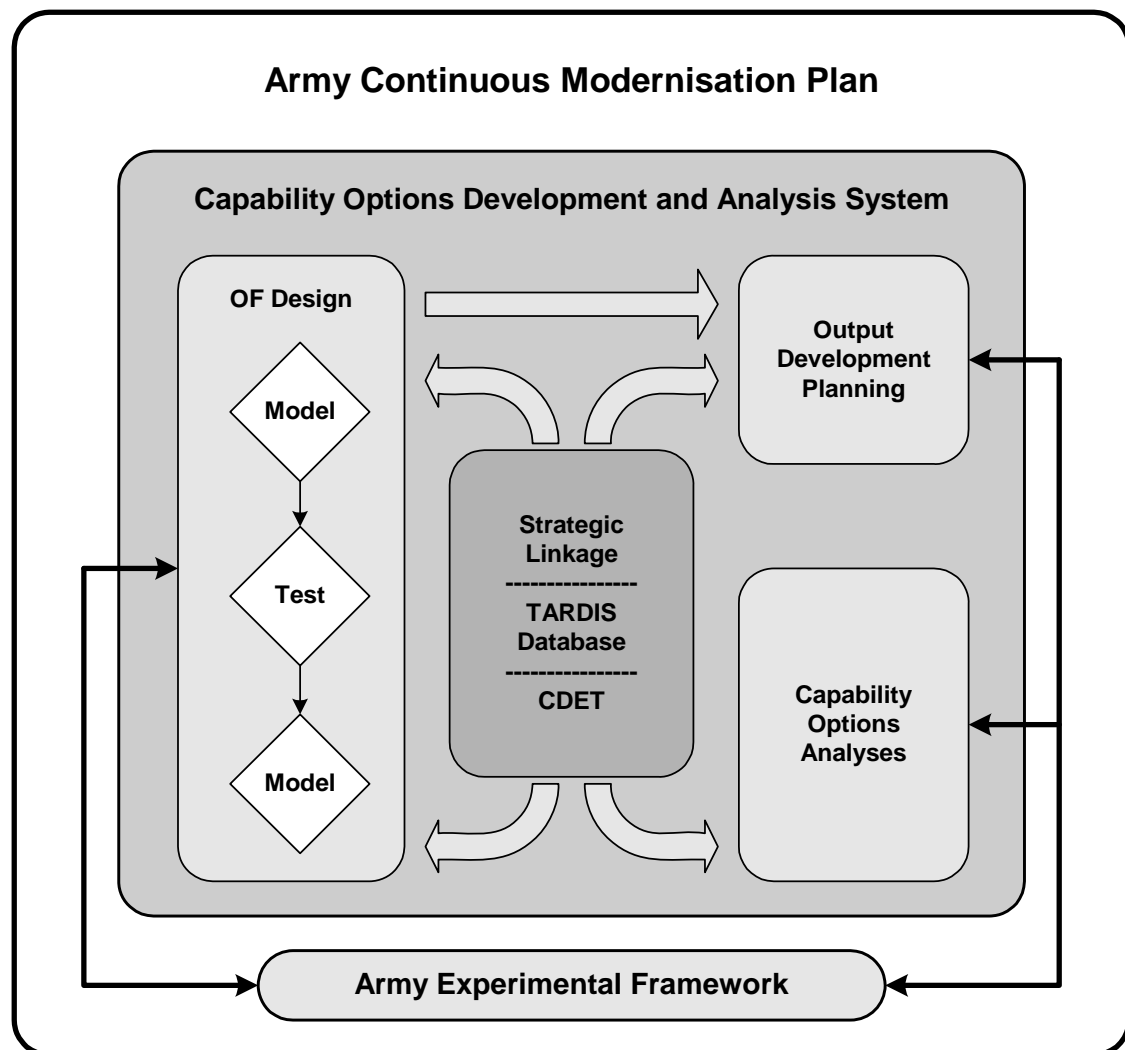 Army Continuous Modernisation Plan
Capability Options Development and Analysis System
OF Design
Model
Test
Model
Strategic
Linkage
----------------
TARDIS
Database
----------------
CDET
Output
Development
Planning
Capability
Options
Analyses
Army Experimental Framework